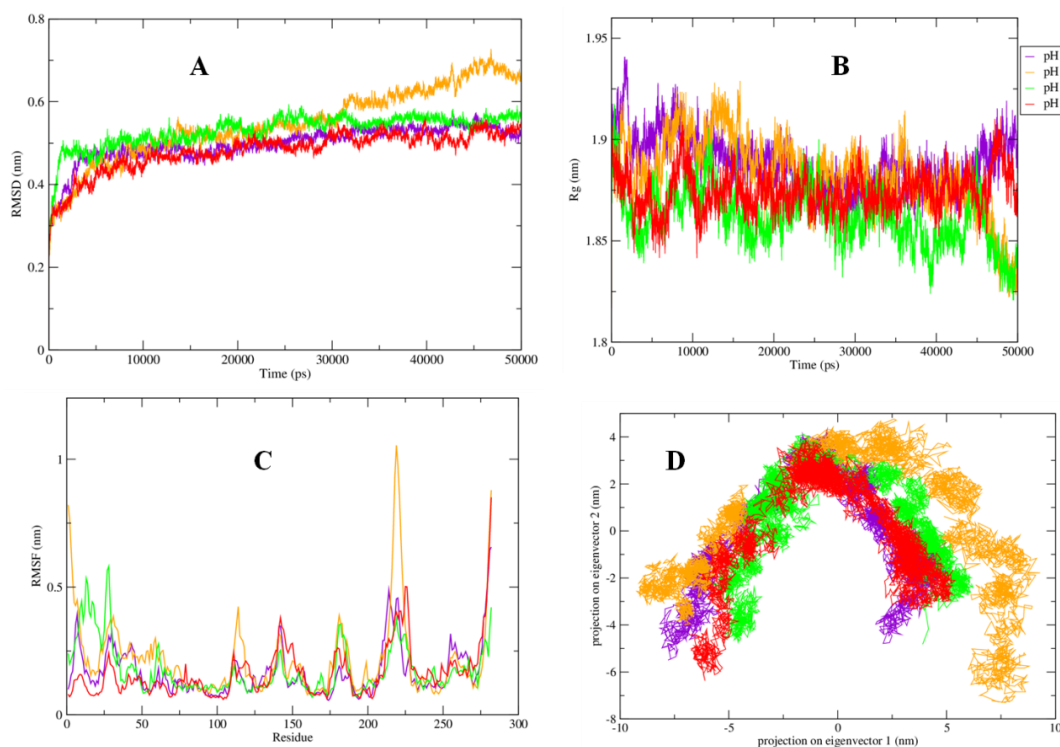 A
RMSD (nm)
0.8
0.6
0.4
0.2
0
0 10000 20000 30000 40000 50000
Time (ps)
B
Rg (nm)
1.95
1.9
1.85
1.8
0 10000 20000 30000 40000 50000
Time (ps)
pH
pH
pH
pH
C
RMSF (nm)
1
0.5
0
0 50 100 150 200 250 300
Residue
D
projection on eigenvector 2 (nm)
4
2
0
-2
-4
-6
-8
-10 -5 0 5 10
projection on eigenvector 1 (nm)